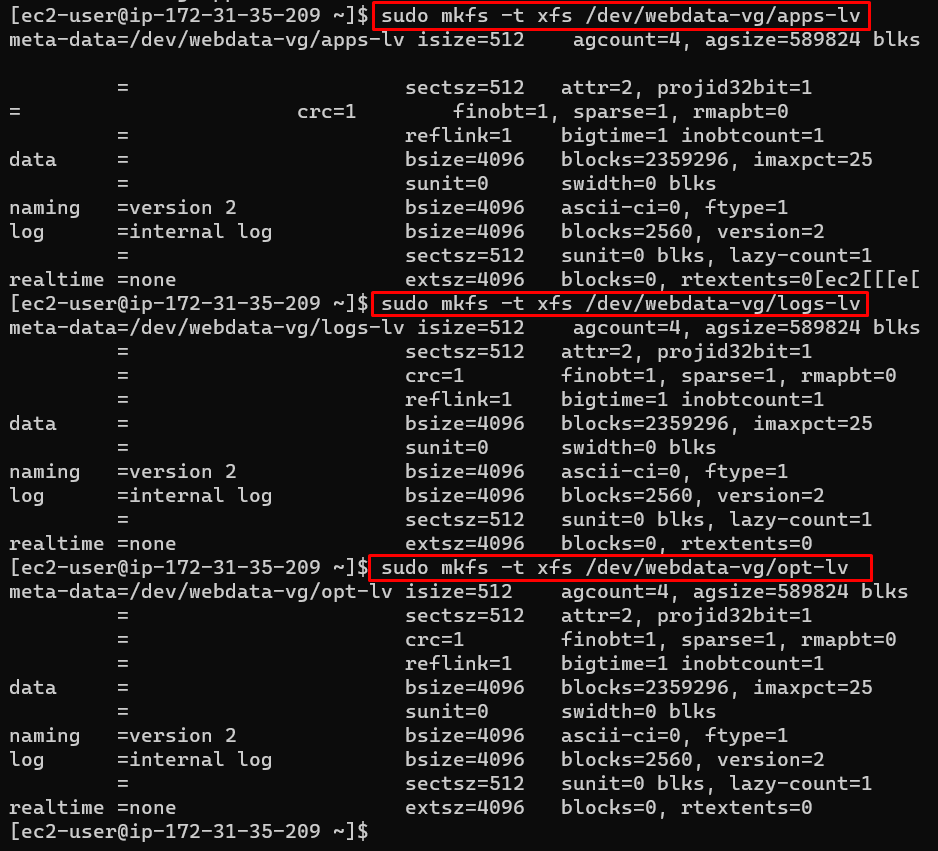 [ec2-user@ip-172-31-35-209 ~]$ sudo mkfs -t xfs /dev/webdata-vg/apps-lv
meta-data=/dev/webdata-vg/apps-lv isize=512    agcount=4, agsize=589824 blks
         =                       sectsz=512   attr=2, projid32bit=1
=                       crc=1        finobt=1, sparse=1, rmapbt=0
         =                       reflink=1    bigtime=1 inobtcount=1
data     =                       bsize=4096   blocks=2359296, imaxpct=25
         =                       sunit=0      swidth=0 blks
naming   =version 2              bsize=4096   ascii-ci=0, ftype=1
log      =internal log           bsize=4096   blocks=2560, version=2
         =                       sectsz=512   sunit=0 blks, lazy-count=1
realtime =none                   extsz=4096   blocks=0, rtextents=0[ec2[[[e[
[ec2-user@ip-172-31-35-209 ~]$ sudo mkfs -t xfs /dev/webdata-vg/logs-lv
meta-data=/dev/webdata-vg/logs-lv isize=512    agcount=4, agsize=589824 blks
         =                       sectsz=512   attr=2, projid32bit=1
         =                       crc=1        finobt=1, sparse=1, rmapbt=0
         =                       reflink=1    bigtime=1 inobtcount=1
data     =                       bsize=4096   blocks=2359296, imaxpct=25
         =                       sunit=0      swidth=0 blks
naming   =version 2              bsize=4096   ascii-ci=0, ftype=1
log      =internal log           bsize=4096   blocks=2560, version=2
         =                       sectsz=512   sunit=0 blks, lazy-count=1
realtime =none                   extsz=4096   blocks=0, rtextents=0
[ec2-user@ip-172-31-35-209 ~]$ sudo mkfs -t xfs /dev/webdata-vg/opt-lv
meta-data=/dev/webdata-vg/opt-lv isize=512    agcount=4, agsize=589824 blks
         =                       sectsz=512   attr=2, projid32bit=1
         =                       crc=1        finobt=1, sparse=1, rmapbt=0
         =                       reflink=1    bigtime=1 inobtcount=1
data     =                       bsize=4096   blocks=2359296, imaxpct=25
         =                       sunit=0      swidth=0 blks
naming   =version 2              bsize=4096   ascii-ci=0, ftype=1
log      =internal log           bsize=4096   blocks=2560, version=2
         =                       sectsz=512   sunit=0 blks, lazy-count=1
realtime =none                   extsz=4096   blocks=0, rtextents=0
[ec2-user@ip-172-31-35-209 ~]$